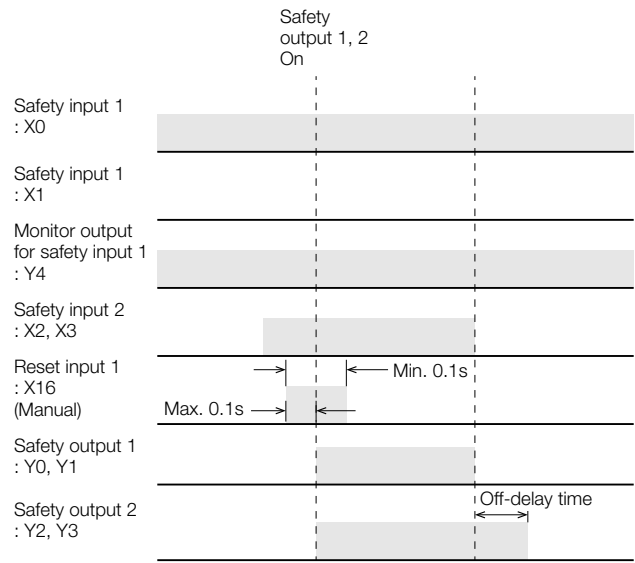 Safety
output 1, 2
On
Safety input 1
: X0
Safety input 1
: X1
Monitor output
for safety input 1
: Y4
Safety input 2
: X2, X3
Reset input 1
: X16
(Manual)
Min. 0.1s
Max. 0.1s
Safety output 1
: Y0, Y1
Safety output 2
: Y2, Y3
Off-delay time